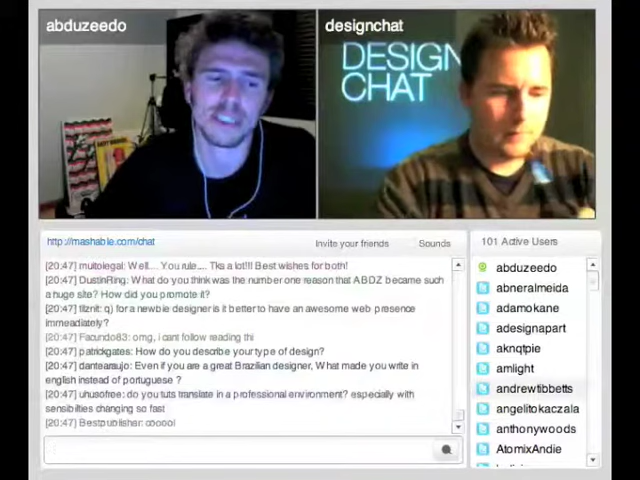 abduzeedo
designchat
DESIGN
CHAT
http://mashable.com/chat
Invite your friends
Sounds
101 Active Users
[20:47] muitolegal: Well.... You rule.... Tks a lot!!! Best wishes for both!
[20:47] DustinRing: What do you think was the number one reason that ABDZ became such
a huge site? How did you promote it?
[20:47] q) for a newbie designer is it better to have an awesome web presence
immeadiately?
[20:47] Facundo83: omg, i cant follow reading thi
[20:47] patrickgates: How do you describe your type of design?
[20:47] dantearaujo: Even if you are a great Brazilian designer, What made you write in
english instead of portuguese ?
[20:47] uhusofree: do you tuts translate in a professional environment? especially with
sensibilties changing so fast
[20:47] Bestpublisher: cooool
abduzeedo
abneralmeida
adamokane
adesignapart
aknqtpie
amlight
andrewtibbetts
angelitokaczala
anthonywoods
AtomixAndie